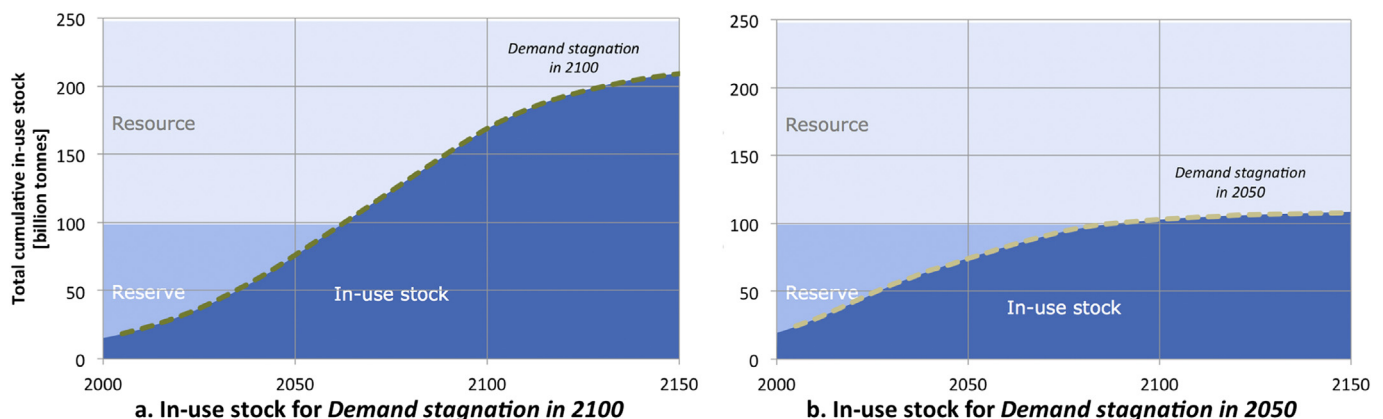 250
200
150
100
50
0
Total cumulative in-use stock
[billion tonnes]
Demand stagnation
in 2100
Resource
Reserve
In-use stock
2000 2050 2100 2150
a. In-use stock for Demand stagnation in 2100
250
200
150
100
50
0
Resource
Demand stagnation
in 2050
Reserve
In-use stock
2000 2050 2100 2150
b. In-use stock for Demand stagnation in 2050